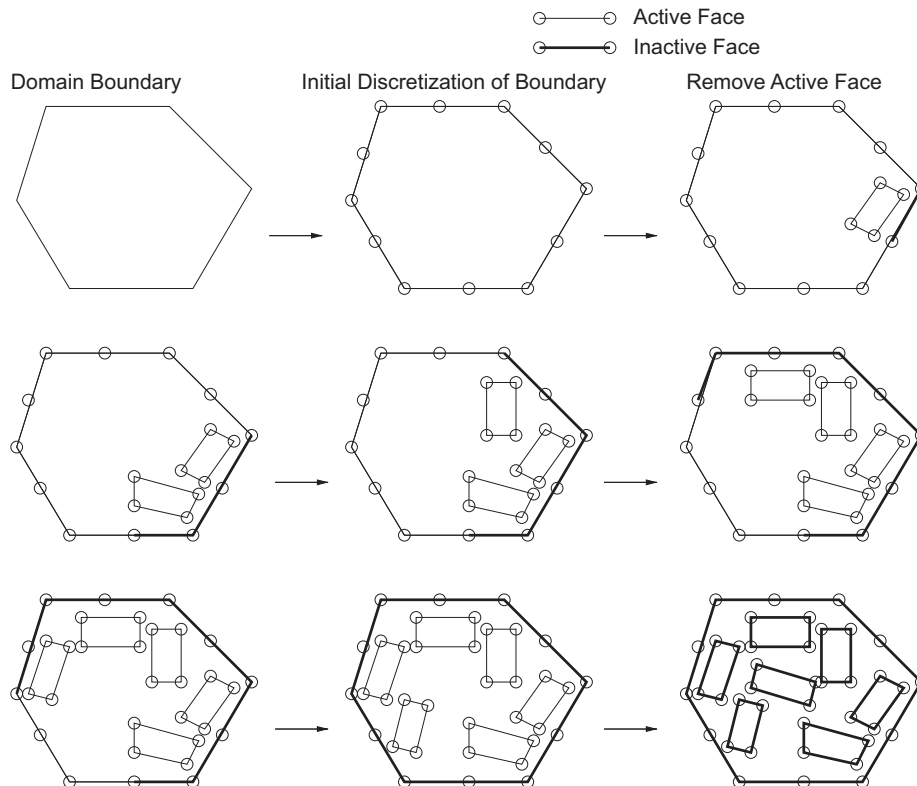 Active Face
Inactive Face
Domain Boundary
Initial Discretization of Boundary
Remove Active Face